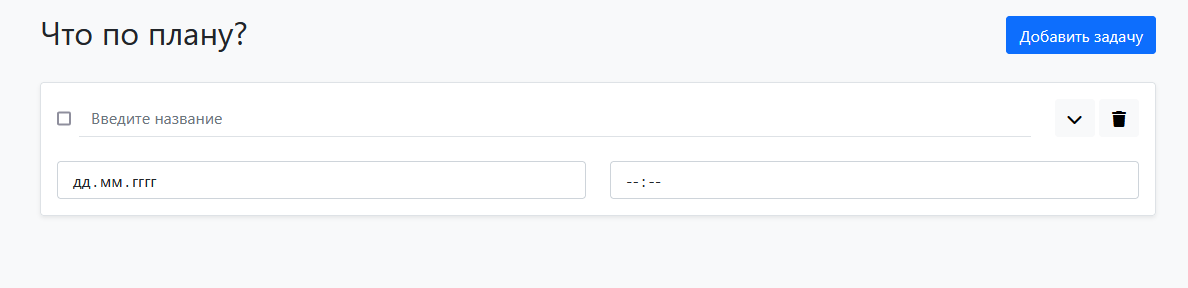 Что по плану?
Добавить задачу
Введите название
дд.мм.гггг
--:--